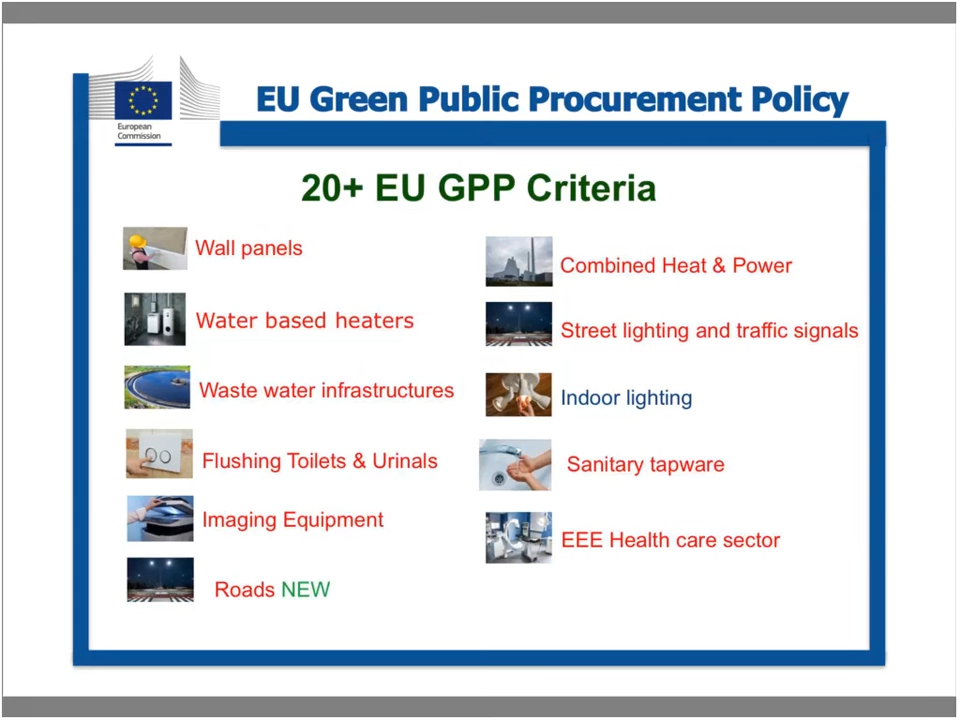 European
Commission
EU Green Public Procurement Policy
20+ EU GPP Criteria
Wall panels
Water based heaters
Waste water infrastructures
Flushing Toilets & Urinals
Imaging Equipment
Roads NEW
Combined Heat & Power
Street lighting and traffic signals
Indoor lighting
Sanitary tapware
EEE Health care sector